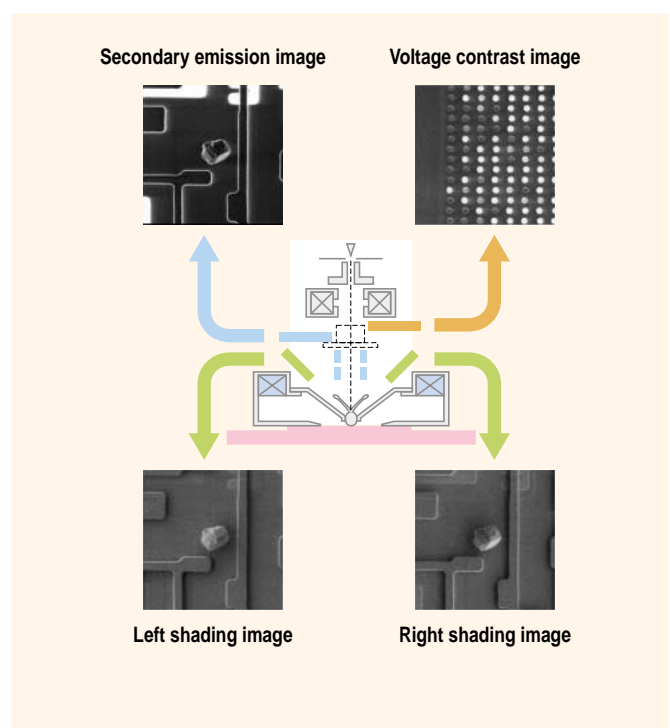 Secondary emission image
Voltage contrast image
Left shading image
Right shading image